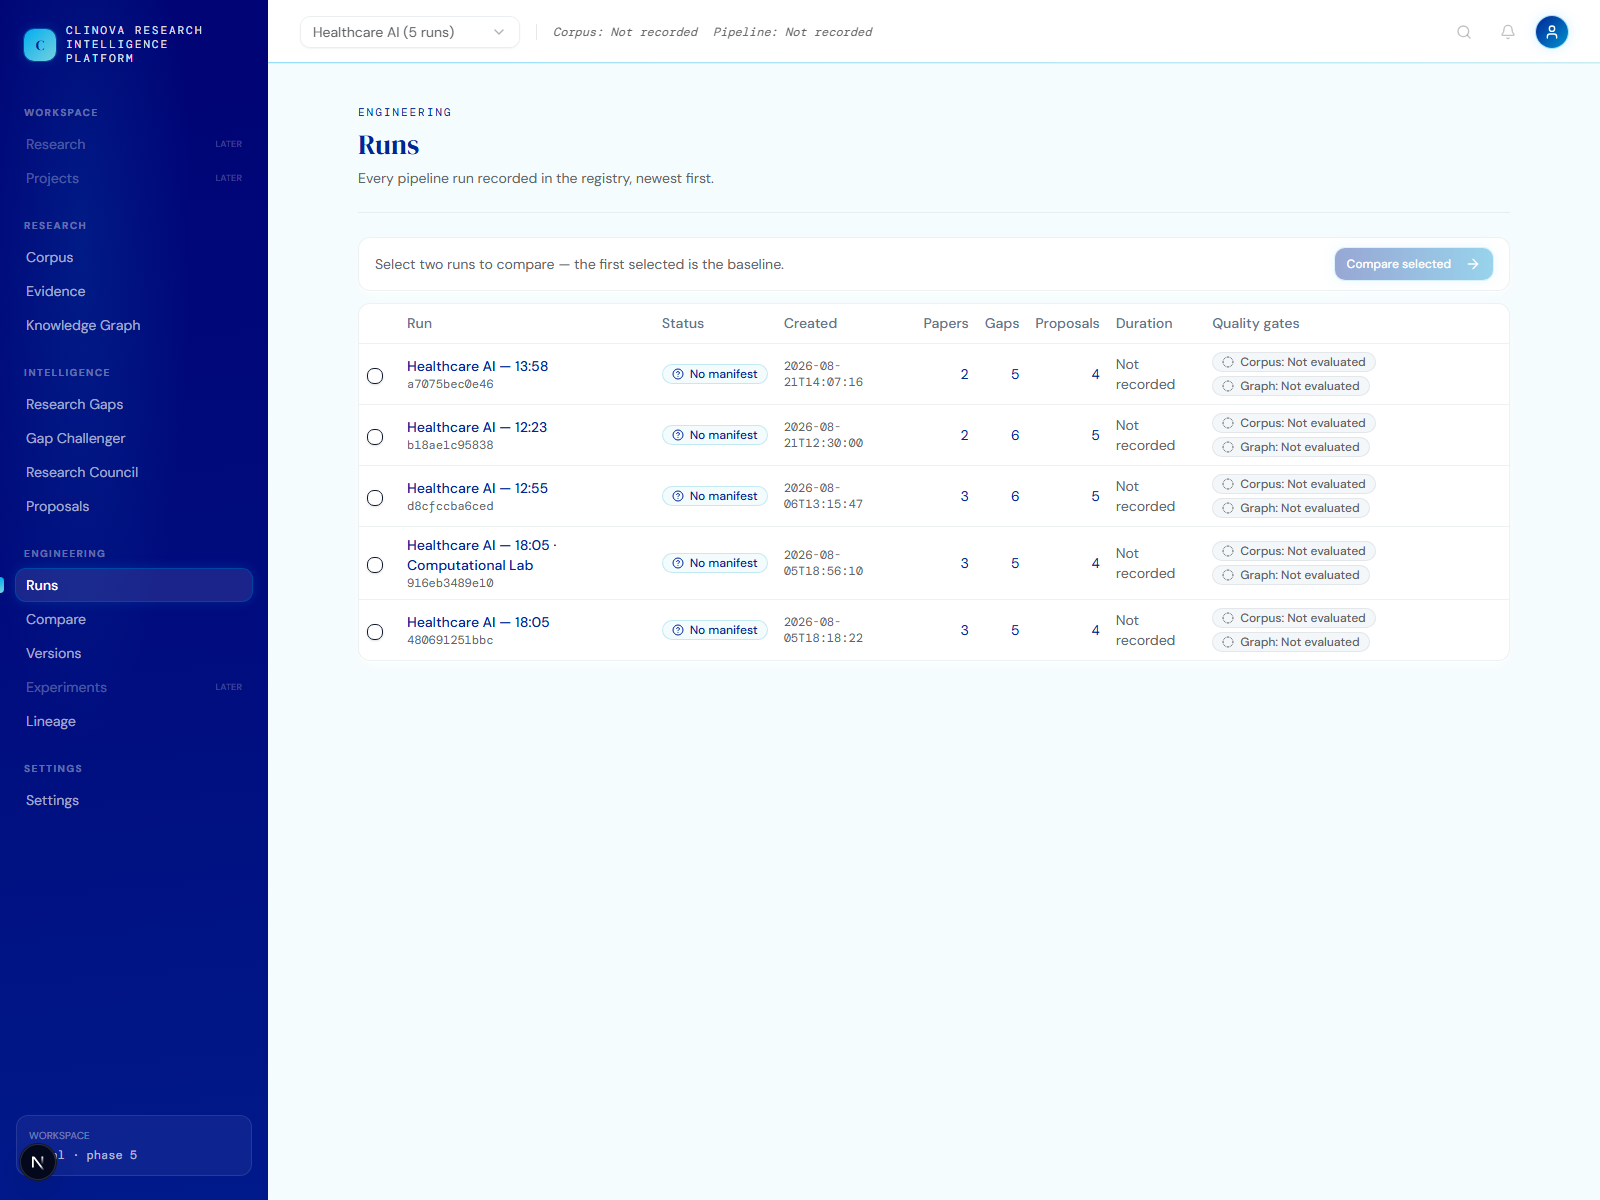 C
CLINOVA RESEARCH
INTELLIGENCE
PLATFORM
WORKSPACE
Research LATER
Projects LATER
RESEARCH
Corpus
Evidence
Knowledge Graph
INTELLIGENCE
Research Gaps
Gap Challenger
Research Council
Proposals
ENGINEERING
Runs
Compare
Versions
Experiments LATER
Lineage
SETTINGS
Settings
WORKSPACE
· phase 5
N
Healthcare AI (5 runs)
Corpus: Not recorded Pipeline: Not recorded
ENGINEERING
Runs
Every pipeline run recorded in the registry, newest first.
Select two runs to compare — the first selected is the baseline.
Compare selected
Run Status Created Papers Gaps Proposals Duration Quality gates
Healthcare AI — 13:58
a7075bec0e46
No manifest
2026-08-
21T14:07:16
2 5 4
Not
recorded
Corpus: Not evaluated
Graph: Not evaluated
Healthcare AI — 12:23
b18ae1c95838
No manifest
2026-08-
21T12:30:00
2 6 5
Not
recorded
Corpus: Not evaluated
Graph: Not evaluated
Healthcare AI — 12:55
d8cfccba6ced
No manifest
2026-08-
06T13:15:47
3 6 5
Not
recorded
Corpus: Not evaluated
Graph: Not evaluated
Healthcare AI — 18:05 ·
Computational Lab
916eb3489e10
No manifest
2026-08-
05T18:56:10
3 5 4
Not
recorded
Corpus: Not evaluated
Graph: Not evaluated
Healthcare AI — 18:05
480691251bbc
No manifest
2026-08-
05T18:18:22
3 5 4
Not
recorded
Corpus: Not evaluated
Graph: Not evaluated